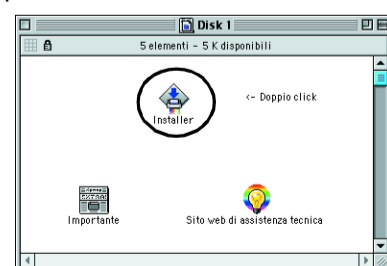 Disk 1
5 elementi - 5 K disponibili
<- Doppio click
Installer
Importante
Sito web di assistenza tecnica